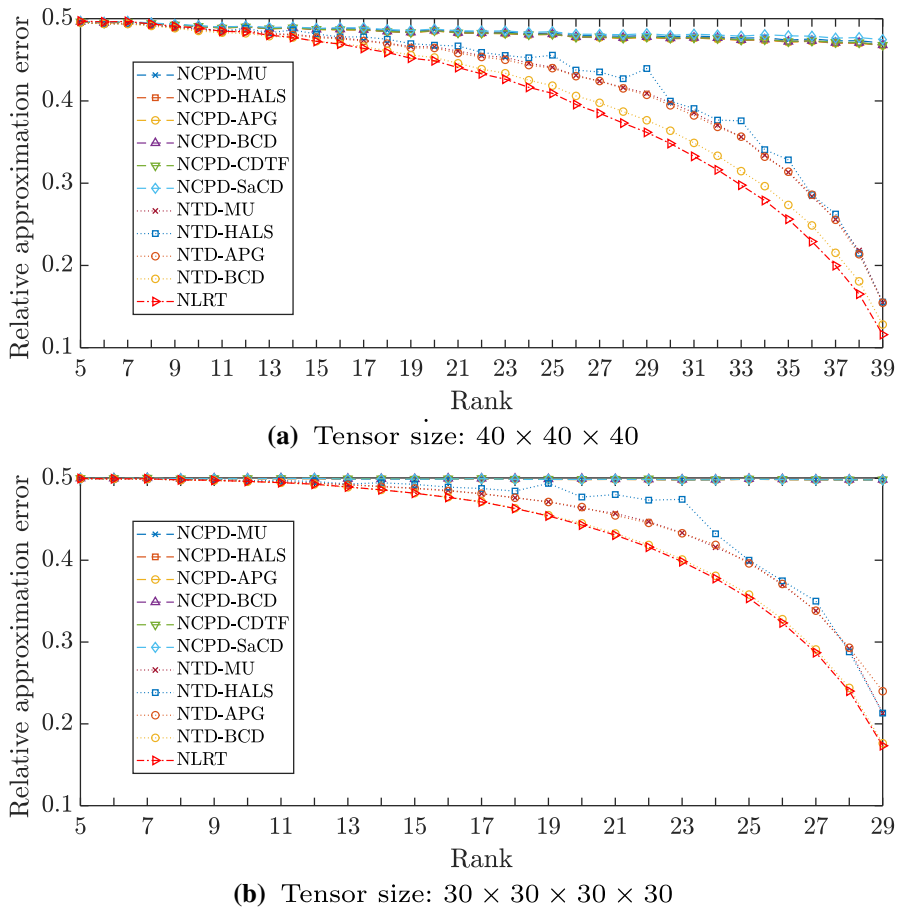 Relative approximation error
0.5
0.4
0.3
0.2
0.1
NCPD-MU
NCPD-HALS
NCPD-APG
NCPD-BCD
NCPD-CDTF
NCPD-SaCD
NTD-MU
NTD-HALS
NTD-APG
NTD-BCD
NLRT
5 7 9 11 13 15 17 19 21 23 25 27 29 31 33 35 37 39
Rank
(a) Tensor size: 40 × 40 × 40
Relative approximation error
0.5
0.4
0.3
0.2
0.1
NCPD-MU
NCPD-HALS
NCPD-APG
NCPD-BCD
NCPD-CDTF
NCPD-SaCD
NTD-MU
NTD-HALS
NTD-APG
NTD-BCD
NLRT
5 7 9 11 13 15 17 19 21 23 25 27 29
Rank
(b) Tensor size: 30 × 30 × 30 × 30